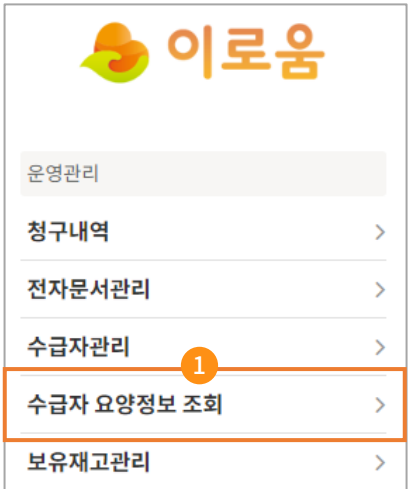 이로움
운영관리
청구내역
전자문서관리
수급자관리
1
수급자 요양정보 조회
보유재고관리